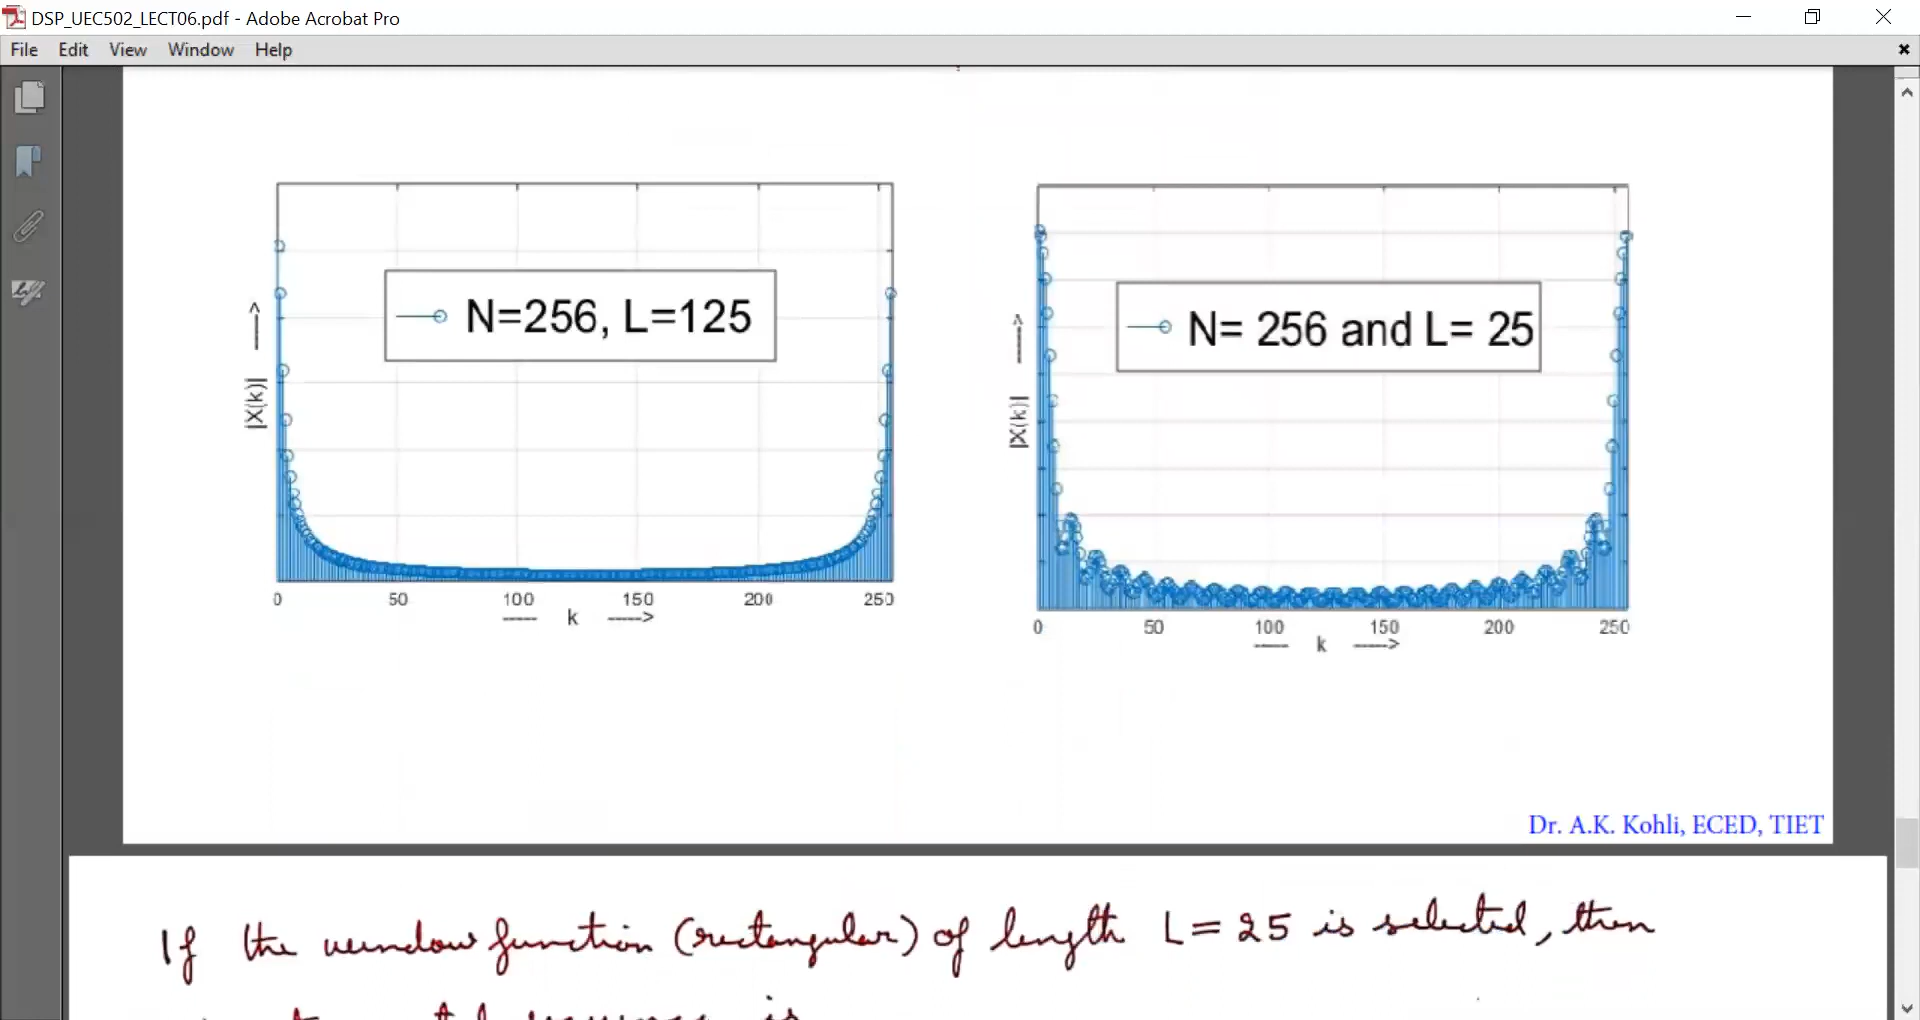 DSP_UEC502_LECT06.pdf - Adobe Acrobat Pro
File Edit View Window Help
N=256, L=125
|X(k)| ---->
0 50 100 150 200 250
---- k ---->
N= 256 and L= 25
|X(k)| ---->
0 50 100 150 200 250
---- k ---->
Dr. A.K. Kohli, ECED, TIET
If the window function (rectangular) of length L = 25 is selected, then
is